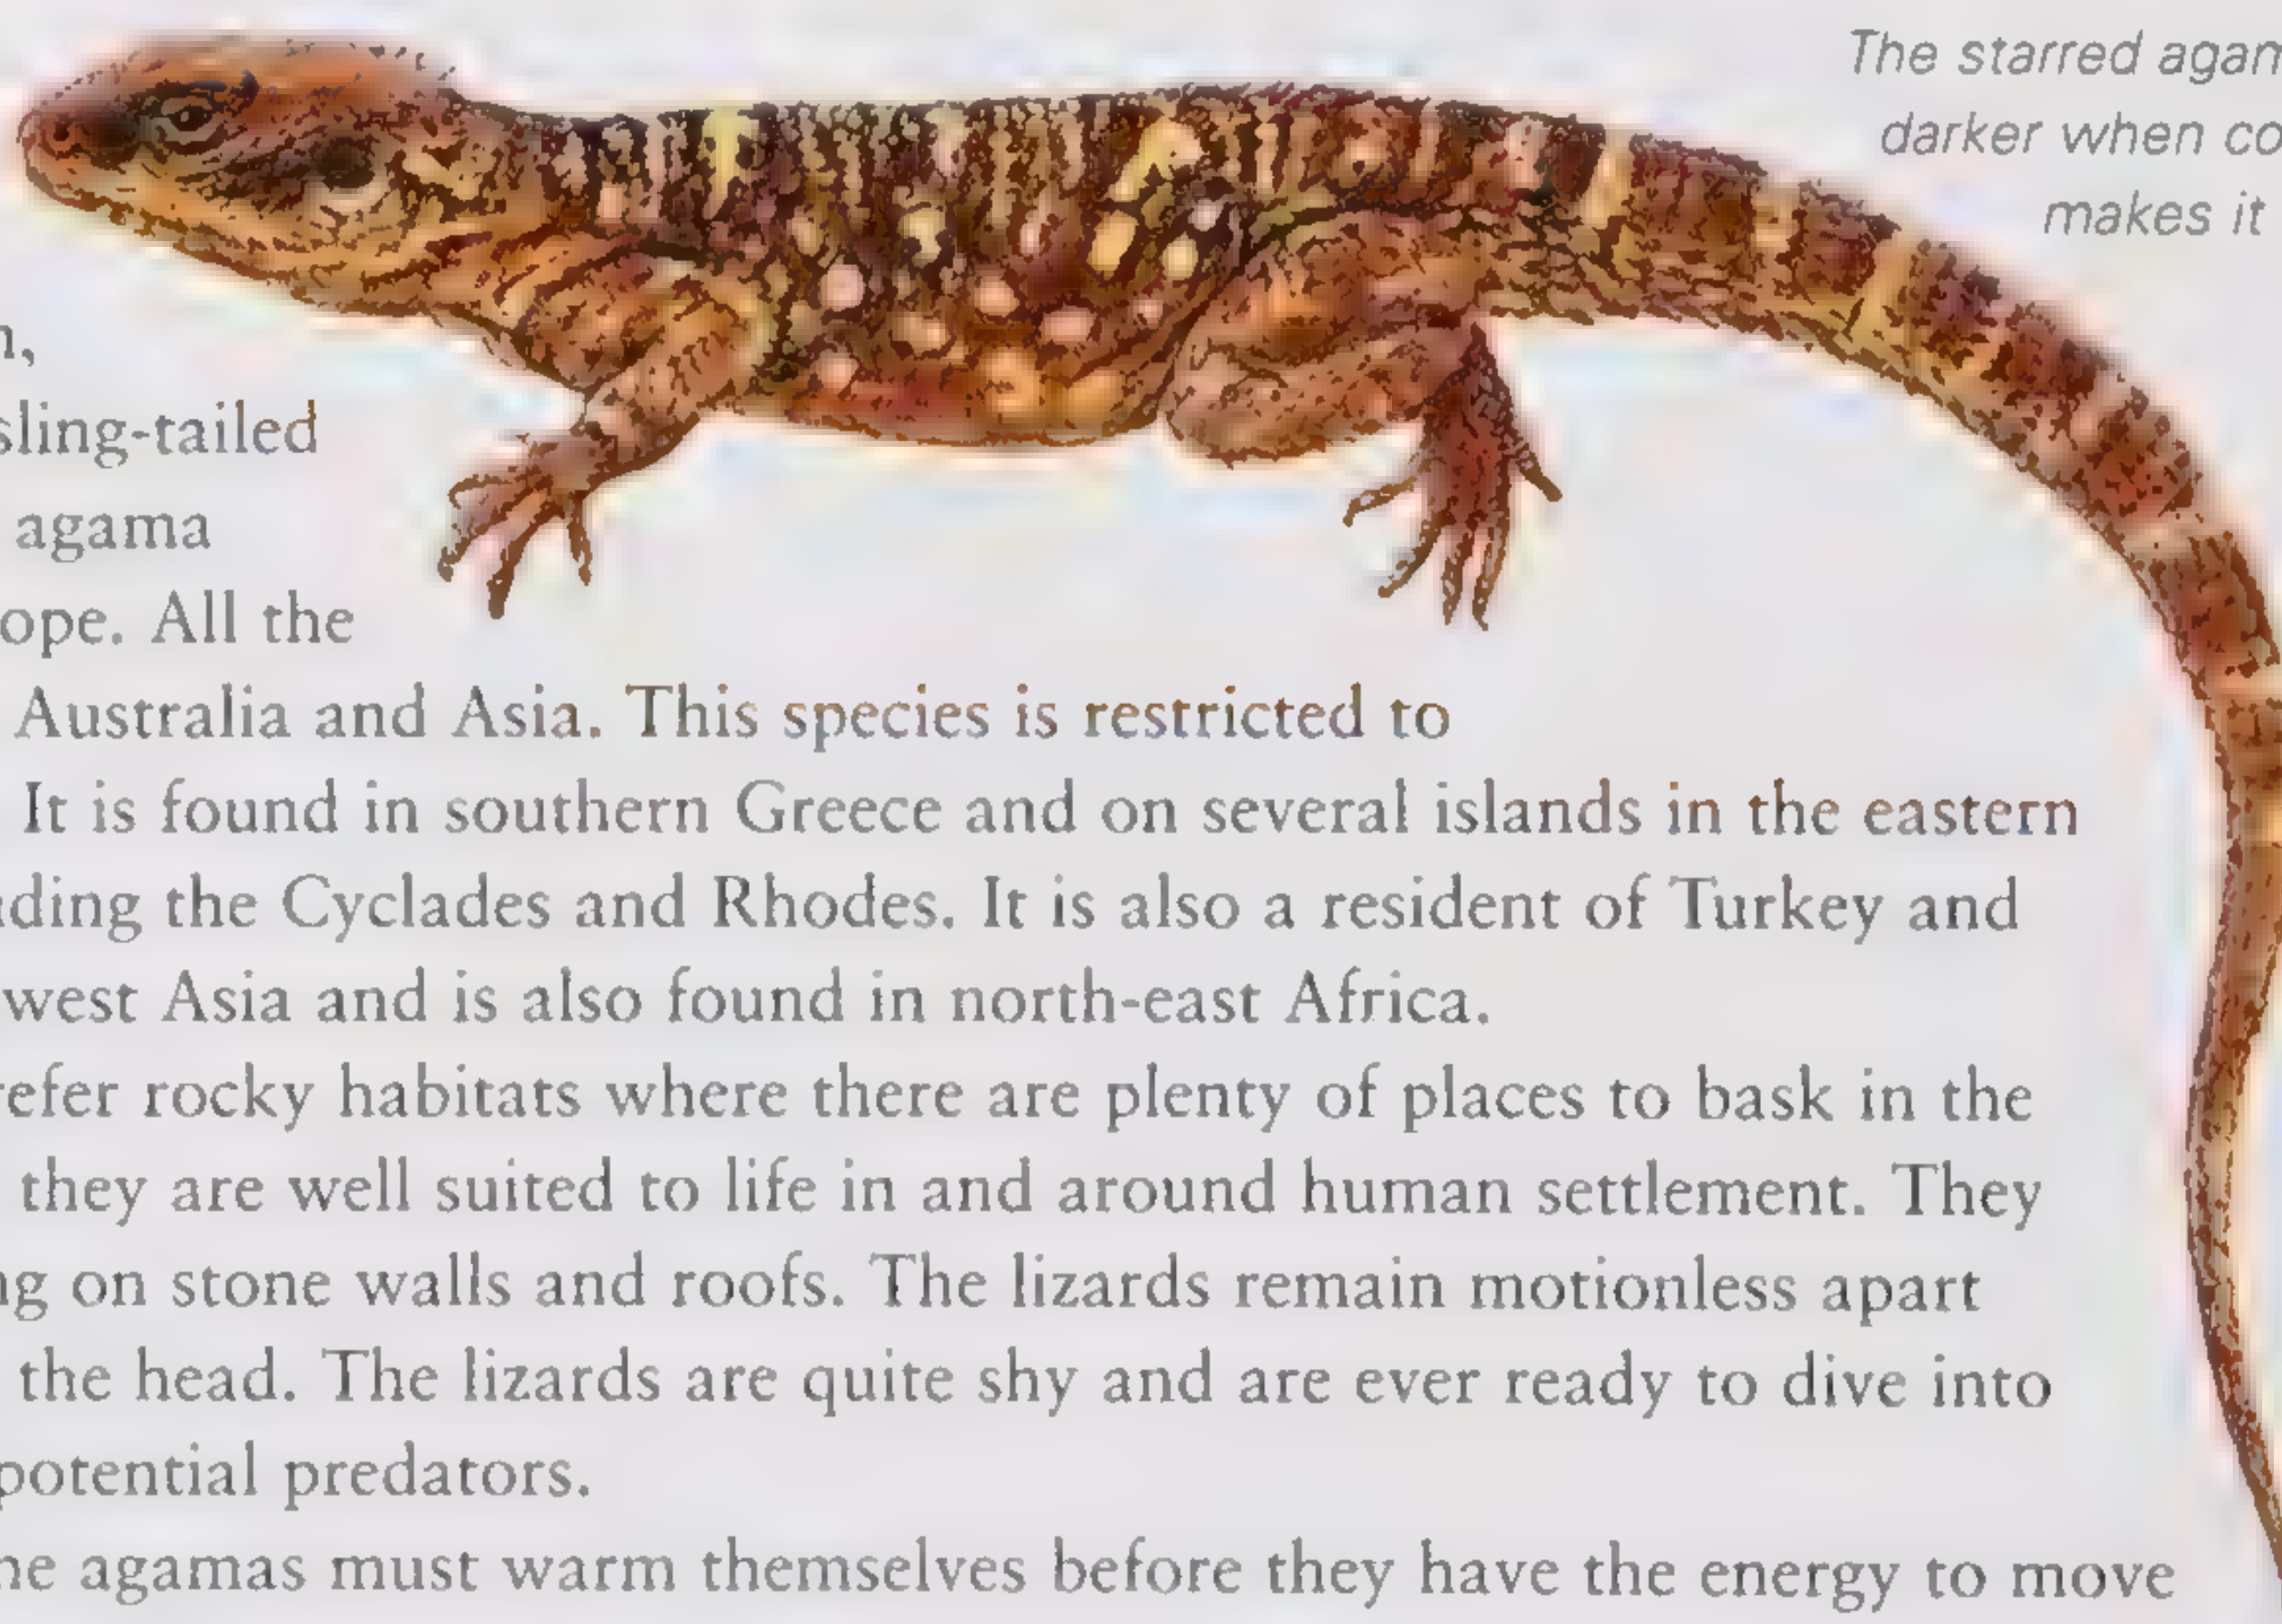 The starred agam
darker when co
makes it
n,
sling-tailed
agama
ope. All the
Australia and Asia. This species is restricted to
It is found in southern Greece and on several islands in the eastern
ding the Cyclades and Rhodes. It is also a resident of Turkey and
west Asia and is also found in north-east Africa.
refer rocky habitats where there are plenty of places to bask in the
they are well suited to life in and around human settlement. They
ng on stone walls and roofs. The lizards remain motionless apart
the head. The lizards are quite shy and are ever ready to dive into
potential predators.
he agamas must warm themselves before they have the energy to move